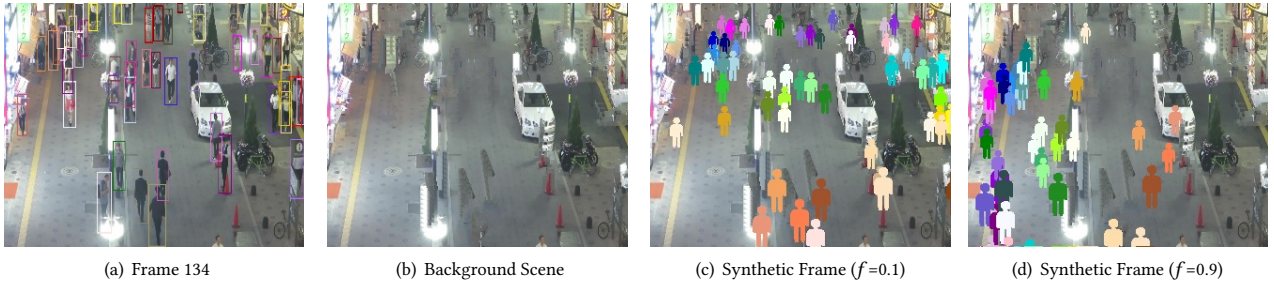 (a) Frame 134
(b) Background Scene
(c) Synthetic Frame (f=0.1)
(d) Synthetic Frame (f=0.9)